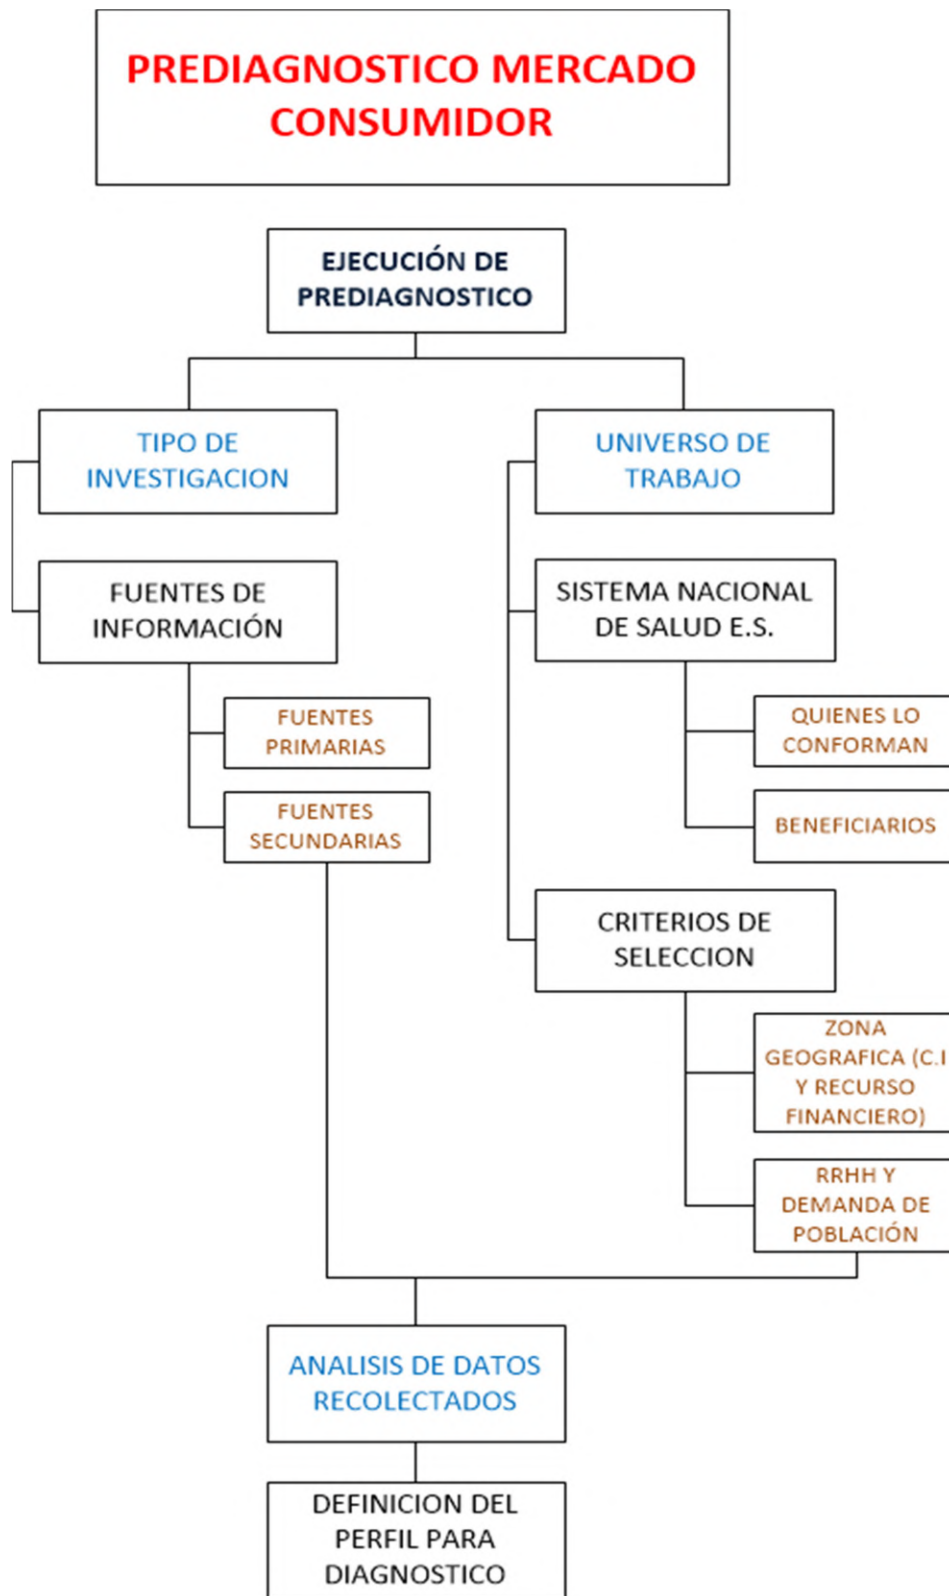 PREDIAGNOSTICO MERCADO
CONSUMIDOR
EJECUCIÓN DE
PREDIAGNOSTICO
TIPO DE
INVESTIGACION
FUENTES DE
INFORMACIÓN
FUENTES
PRIMARIAS
FUENTES
SECUNDARIAS
UNIVERSO DE
TRABAJO
SISTEMA NACIONAL
DE SALUD E.S.
QUIENES LO
CONFORMAN
BENEFICIARIOS
CRITERIOS DE
SELECCION
ZONA
GEOGRAFICA (C.I
Y RECURSO
FINANCIERO)
RRHH Y
DEMANDA DE
POBLACIÓN
ANALISIS DE DATOS
RECOLECTADOS
DEFINICION DEL
PERFIL PARA
DIAGNOSTICO